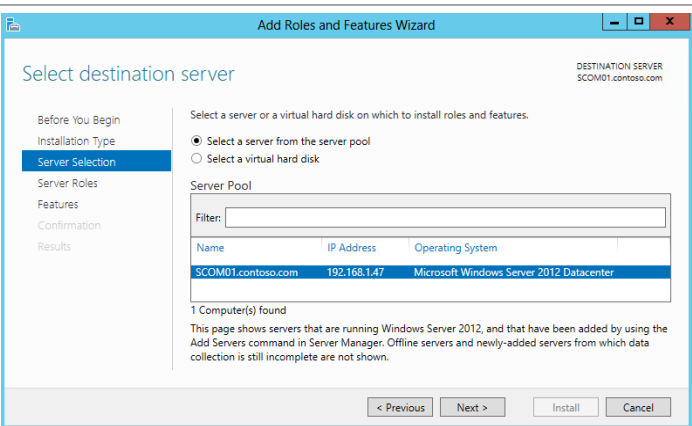 Add Roles and Features Wizard
Select destination server
DESTINATION SERVER
SCOM01.contoso.com
Before You Begin
Installation Type
Server Selection
Server Roles
Features
Confirmation
Results
Select a server or a virtual hard disk on which to install roles and features.
Select a server from the server pool
Select a virtual hard disk
Server Pool
Filter:
Name IP Address Operating System
SCOM01.contoso.com 192.168.1.47 Microsoft Windows Server 2012 Datacenter
1 Computer(s) found
This page shows servers that are running Windows Server 2012, and that have been added by using the
Add Servers command in Server Manager. Offline servers and newly-added servers from which data
collection is still incomplete are not shown.
< Previous Next > Install Cancel